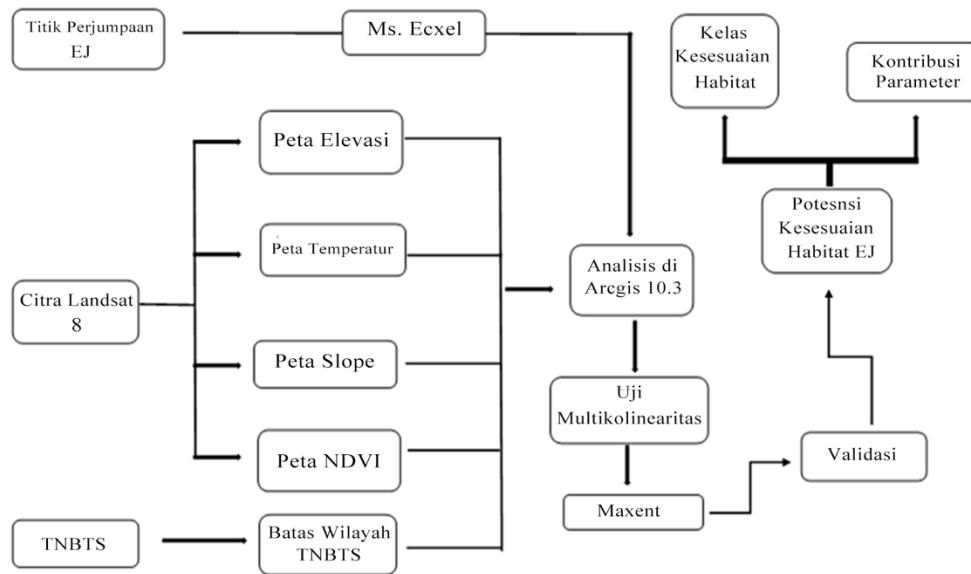 Titik Perjumpaan
EJ
Ms. Ecxel
Kelas
Kesesuaian
Habitat
Kontribusi
Parameter
Peta Elevasi
Peta Temperatur
Citra Landsat
8
Peta Slope
Peta NDVI
TNBTS
Batas Wilayah
TNBTS
Analisis di
Arcgis 10.3
Uji
Multikolinearitas
Maxent
Validasi
Potesnsi
Kesesuaian
Habitat EJ